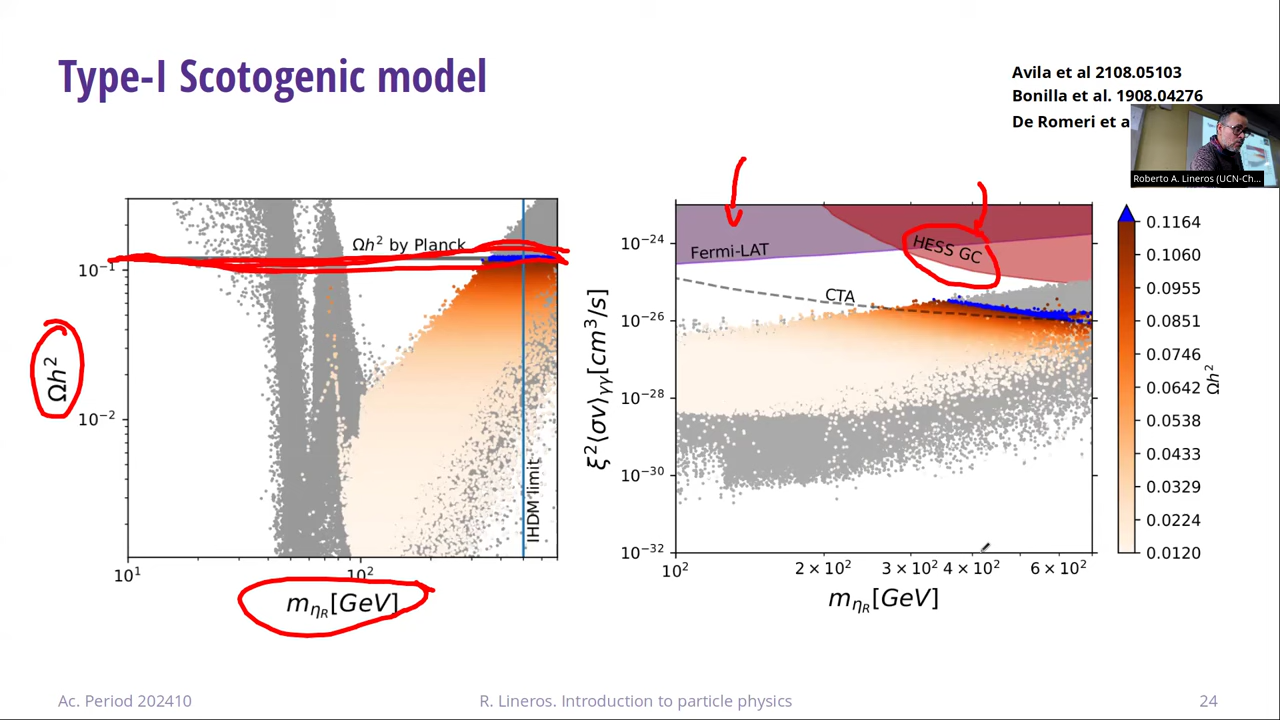 Type-I Scotogenic model
Avila et al 2108.05103
Bonilla et al. 1908.04276
De Romeri et a
Roberto A. Lineros (UCN-Ch...
Ωh² by Planck
10⁻¹
10⁻²
Ωh²
IHDM limit
10¹
10²
m_{η_R}[GeV]
Fermi-LAT
HESS GC
CTA
10⁻²⁴
10⁻²⁶
10⁻²⁸
10⁻³⁰
10⁻³²
ξ²⟨σv⟩_{γγ}[cm³/s]
10²
2 × 10²
3 × 10²
4 × 10²
6 × 10²
m_{η_R}[GeV]
0.1164
0.1060
0.0955
0.0851
0.0746
0.0642
0.0538
0.0433
0.0329
0.0224
0.0120
Ωh²
Ac. Period 202410
R. Lineros. Introduction to particle physics
24